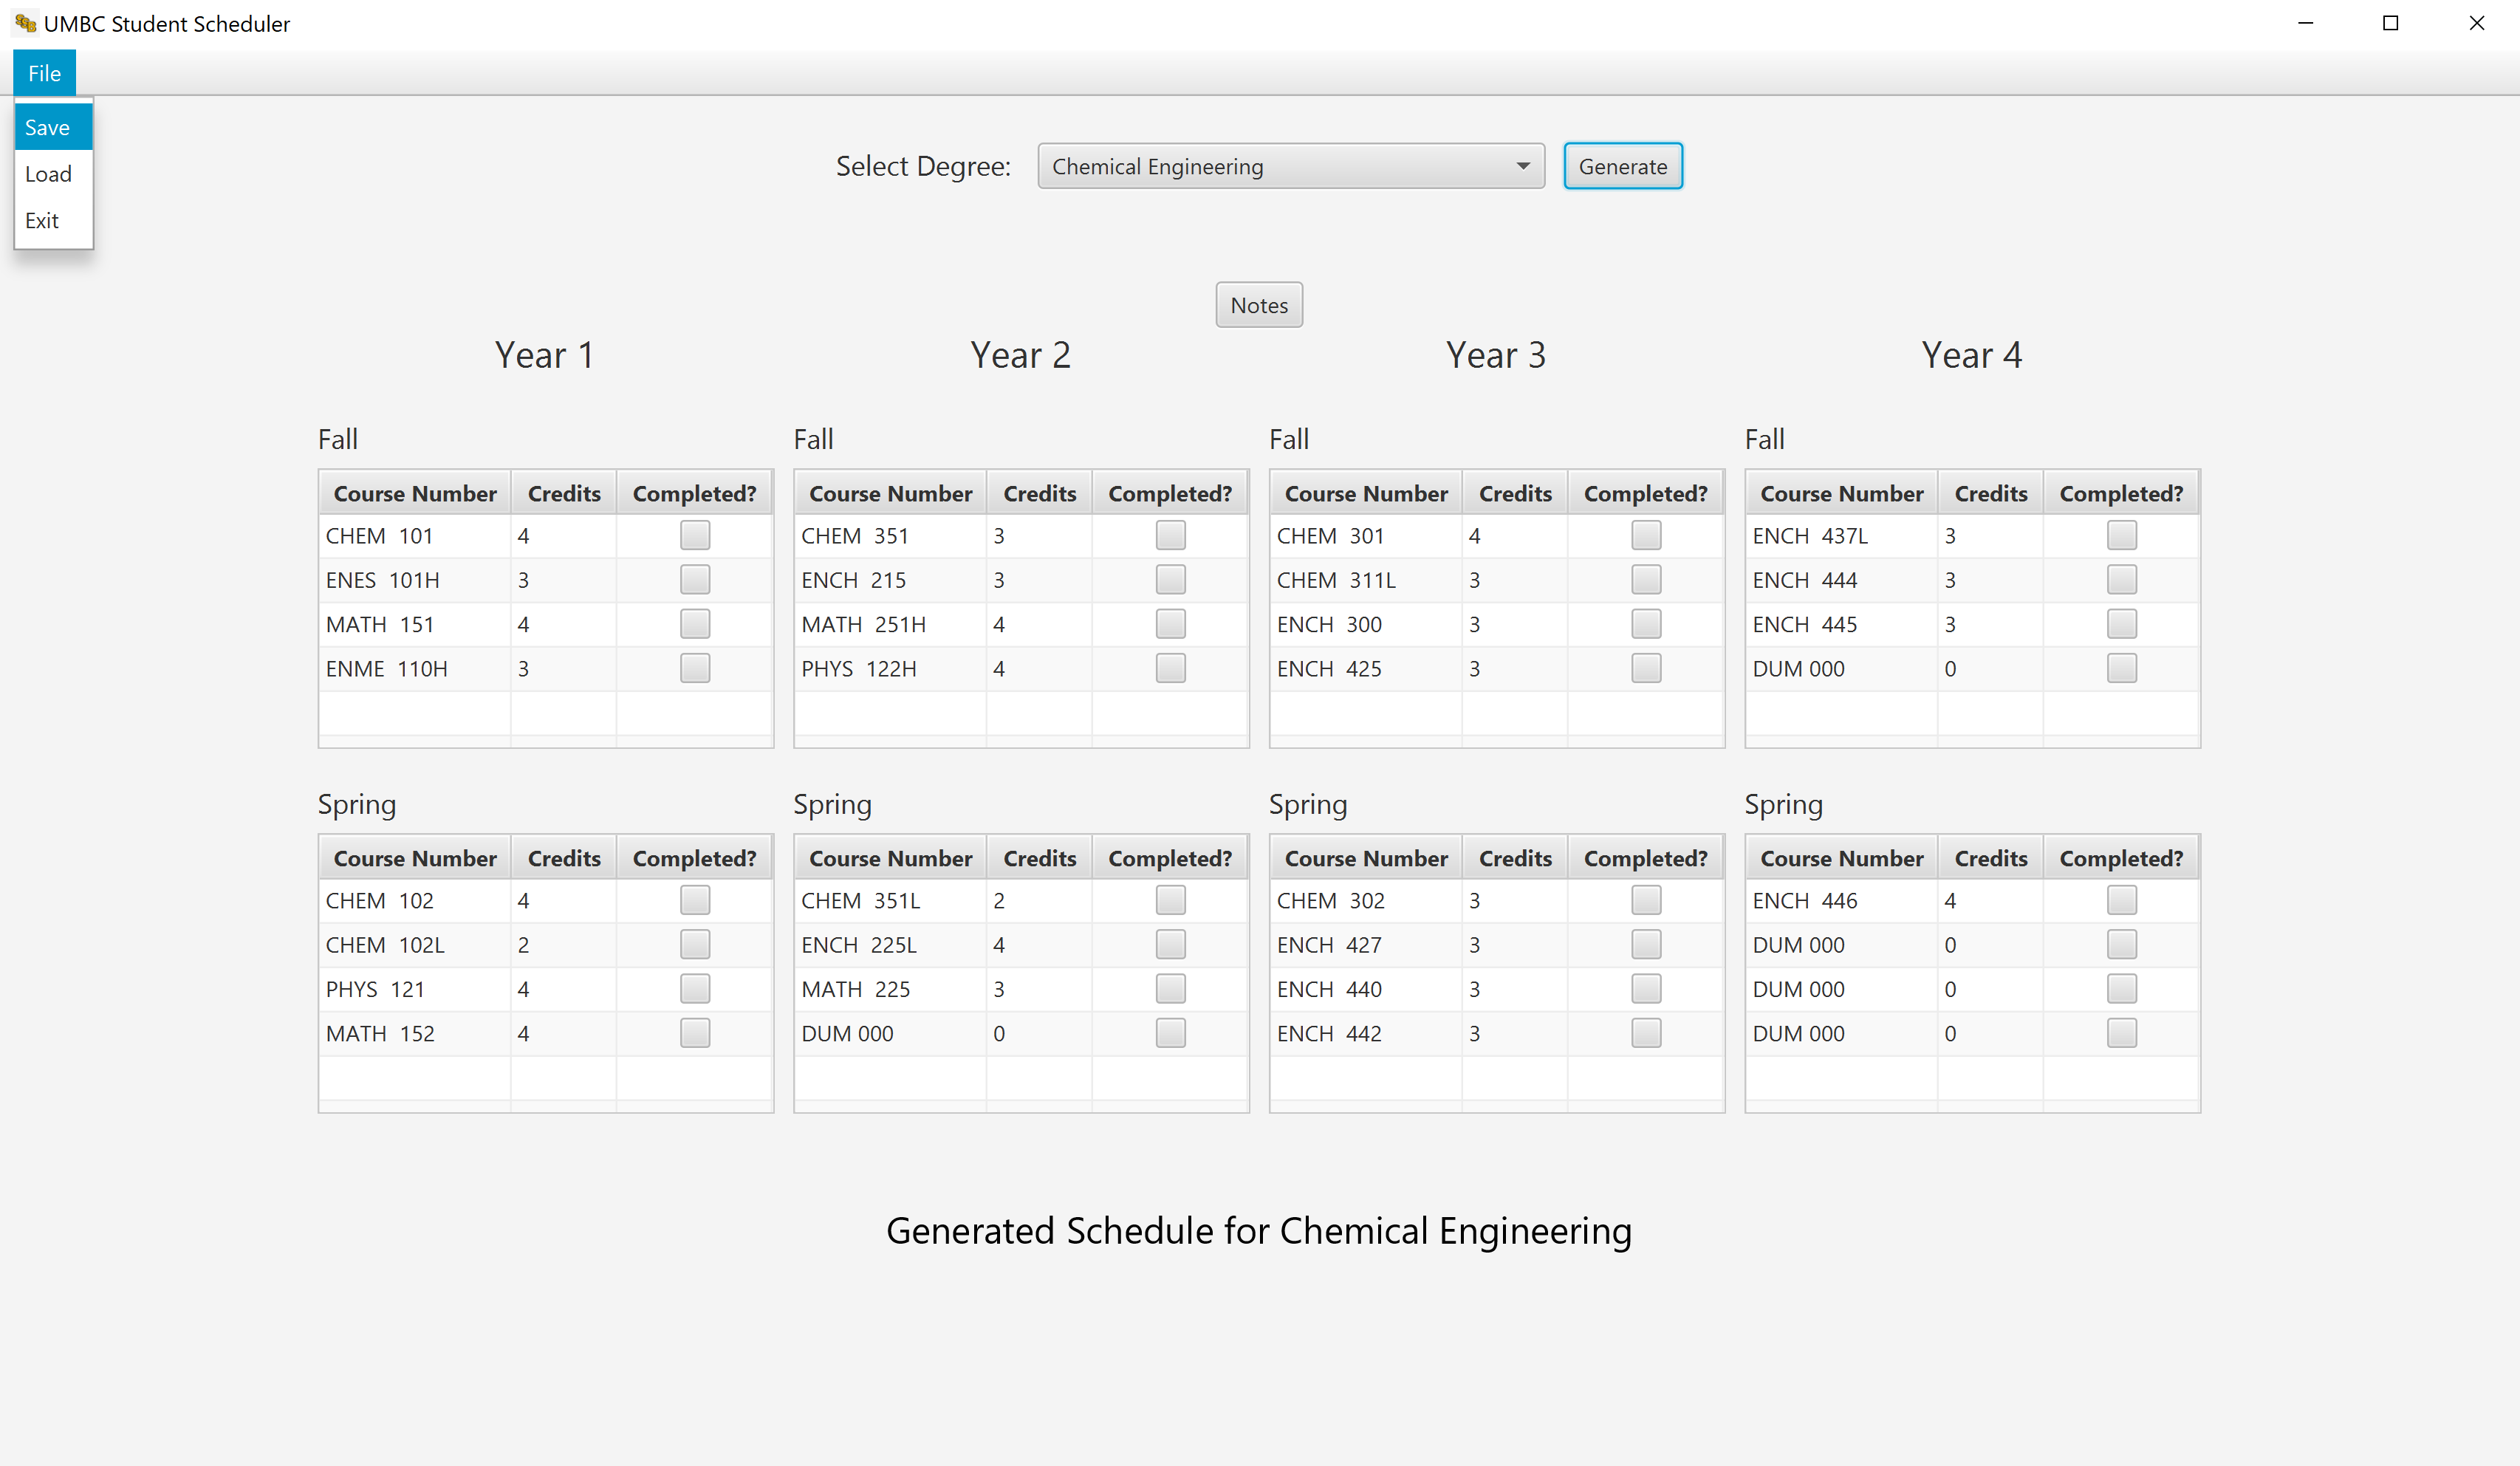 UMBC Student Scheduler
File
Save
Load
Exit
Select Degree: Chemical Engineering Generate
Notes
Year 1 Year 2 Year 3 Year 4
Fall Fall Fall Fall
Course Number Credits Completed? Course Number Credits Completed? Course Number Credits Completed? Course Number Credits Completed?
CHEM 101 4 CHEM 351 3 CHEM 301 4 ENCH 437L 3
ENES 101H 3 ENCH 215 3 CHEM 311L 3 ENCH 444 3
MATH 151 4 MATH 251H 4 ENCH 300 3 ENCH 445 3
ENME 110H 3 PHYS 122H 4 ENCH 425 3 DUM 000 0
Spring Spring Spring Spring
Course Number Credits Completed? Course Number Credits Completed? Course Number Credits Completed? Course Number Credits Completed?
CHEM 102 4 CHEM 351L 2 CHEM 302 3 ENCH 446 4
CHEM 102L 2 ENCH 225L 4 ENCH 427 3 DUM 000 0
PHYS 121 4 MATH 225 3 ENCH 440 3 DUM 000 0
MATH 152 4 DUM 000 0 ENCH 442 3 DUM 000 0
Generated Schedule for Chemical Engineering